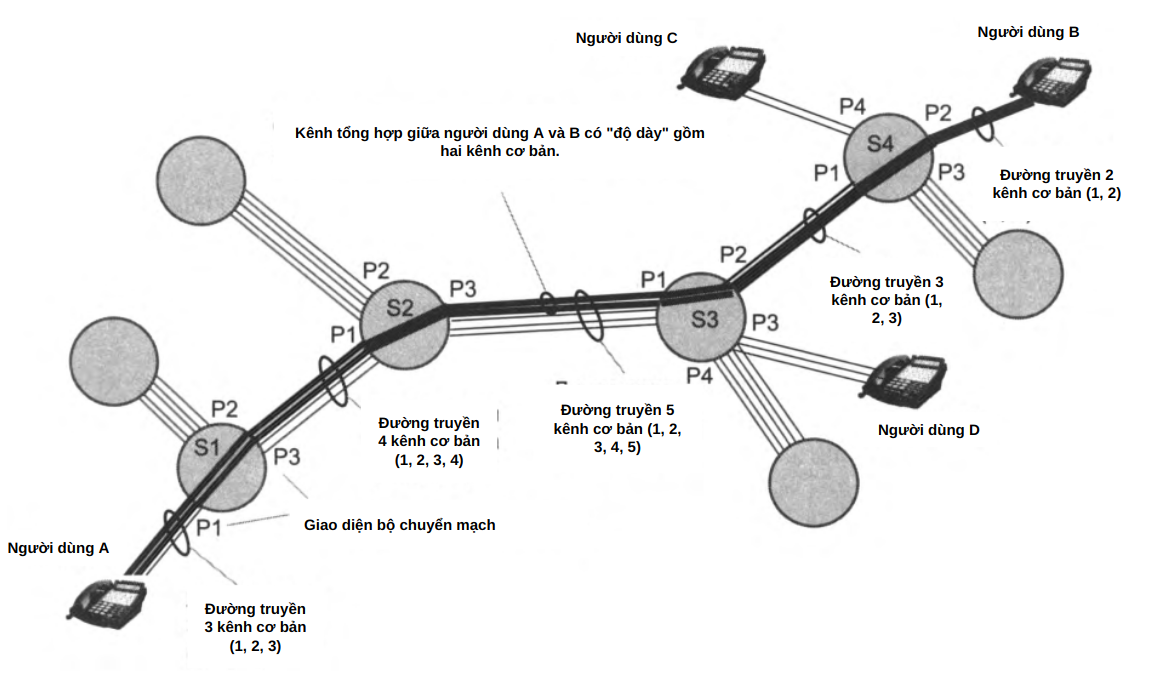 Người dùng C
Người dùng B
Kênh tổng hợp giữa người dùng A và B có "độ dày" gồm
hai kênh cơ bản.
P4
P2
S4
P1
P3
Đường truyền 2
kênh cơ bản (1, 2)
P2
P3
S2
P1
P1
P2
S3
P3
P4
Đường truyền 3
kênh cơ bản (1,
2, 3)
Đường truyền
4 kênh cơ bản
(1, 2, 3, 4)
Đường truyền 5
kênh cơ bản (1, 2,
3, 4, 5)
Người dùng D
P2
S1
P3
P1
Giao diện bộ chuyển mạch
Người dùng A
Đường truyền
3 kênh cơ bản
(1, 2, 3)